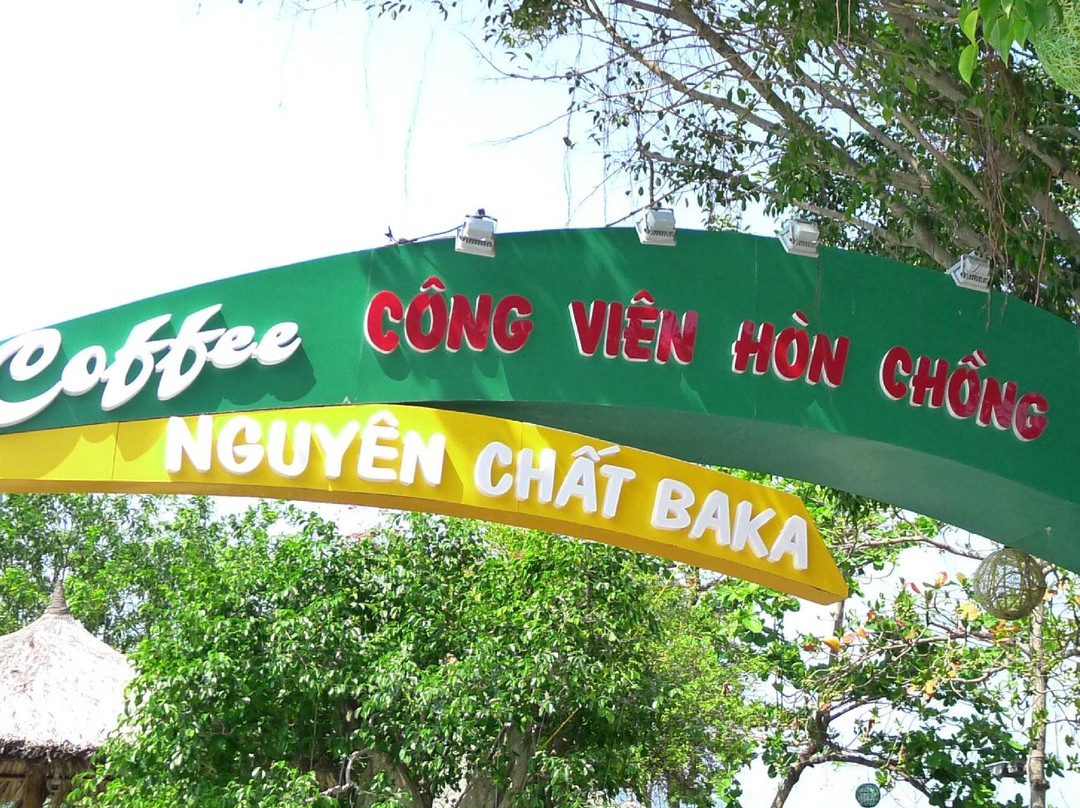 Coffee CÔNG VIÊN HÒN CHỒNG
NGUYÊN CHẤT BAKA